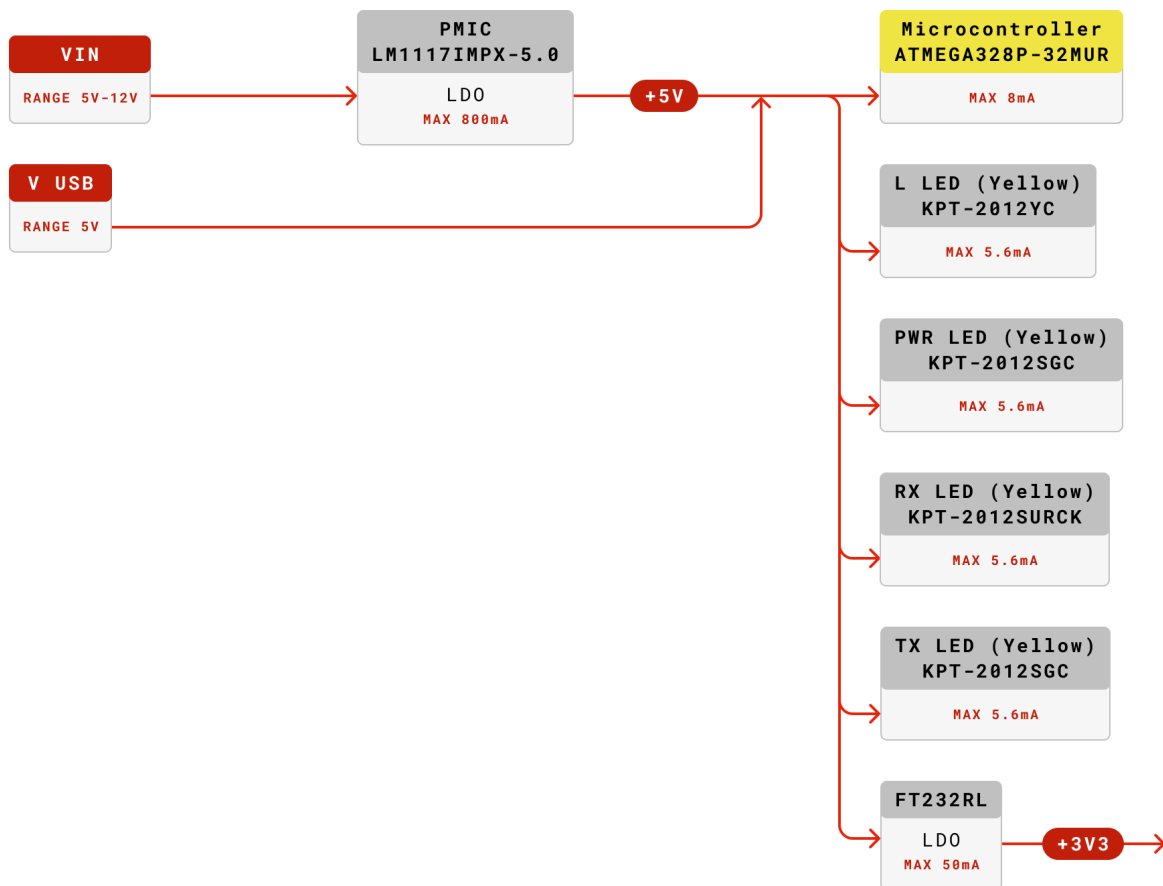 VIN
RANGE 5V-12V
PMIC
LM1117IMPX-5.0
LDO
MAX 800mA
+5V
Microcontroller
ATMEGA328P-32MUR
MAX 8mA
V USB
RANGE 5V
L LED (Yellow)
KPT-2012YC
MAX 5.6mA
PWR LED (Yellow)
KPT-2012SGC
MAX 5.6mA
RX LED (Yellow)
KPT-2012SURCK
MAX 5.6mA
TX LED (Yellow)
KPT-2012SGC
MAX 5.6mA
FT232RL
LDO
MAX 50mA
+3V3